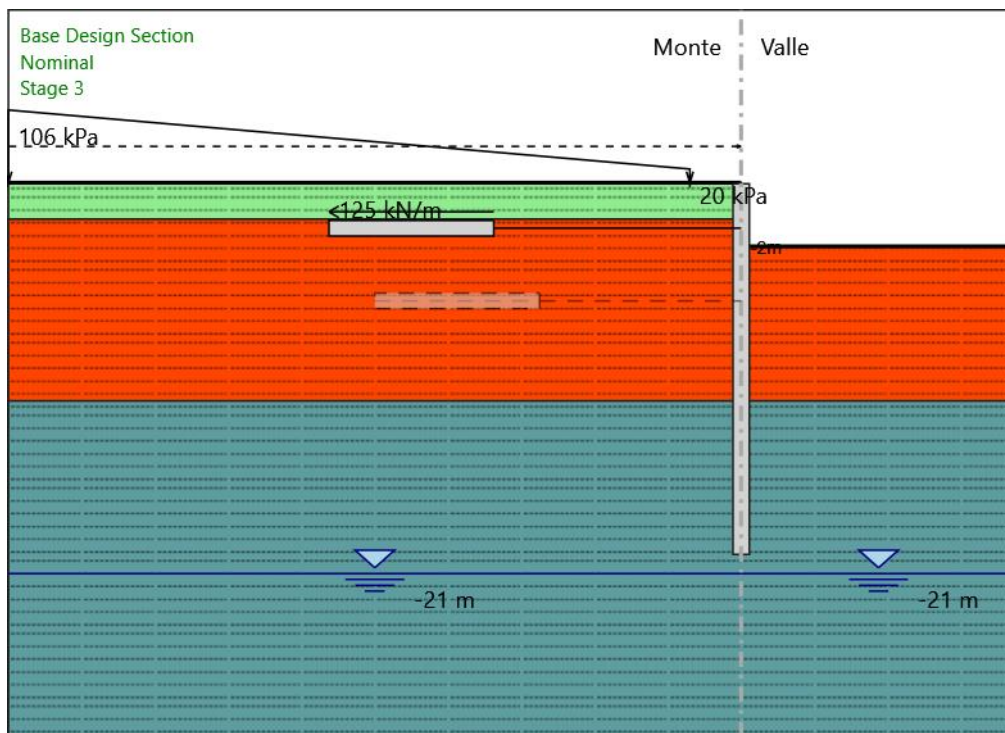 Base Design Section
Nominal
Stage 3
Monte
Valle
106 kPa
20 kPa
125 kN/m
-2m
-21 m
-21 m